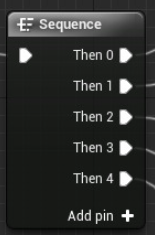 Sequence
Then 0
Then 1
Then 2
Then 3
Then 4
Add pin